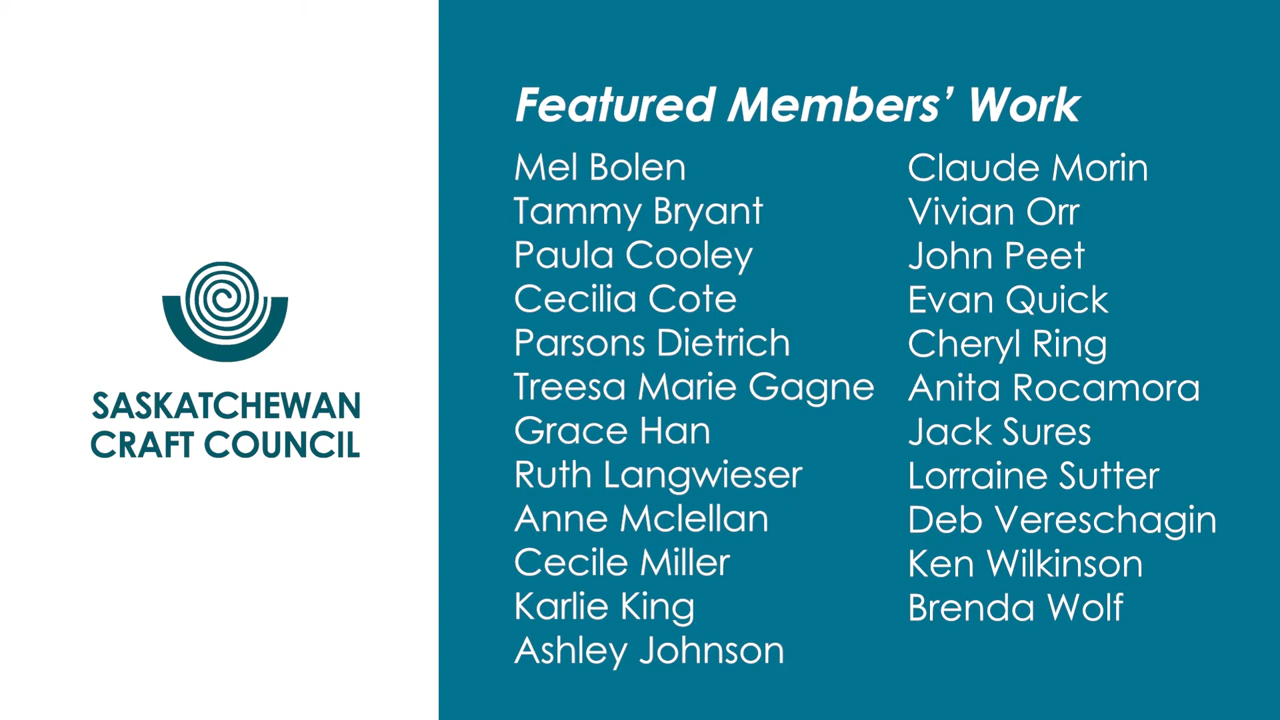 SASKATCHEWAN
CRAFT COUNCIL
Featured Members' Work
Mel Bolen
Tammy Bryant
Paula Cooley
Cecilia Cote
Parsons Dietrich
Treesa Marie Gagne
Grace Han
Ruth Langwieser
Anne Mclellan
Cecile Miller
Karlie King
Ashley Johnson
Claude Morin
Vivian Orr
John Peet
Evan Quick
Cheryl Ring
Anita Rocamora
Jack Sures
Lorraine Sutter
Deb Vereschagin
Ken Wilkinson
Brenda Wolf